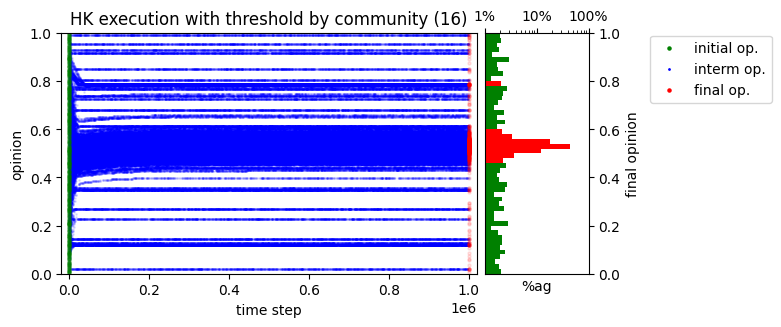 HK execution with threshold by community (16)
1% 10% 100%
1.0 1.0
0.8 0.8
0.6 0.6
0.4 0.4
0.2 0.2
0.0 0.0
opinion
final opinion
0.0 0.2 0.4 0.6 0.8 1.0
1e6
time step
%ag
initial op.
interm op.
final op.